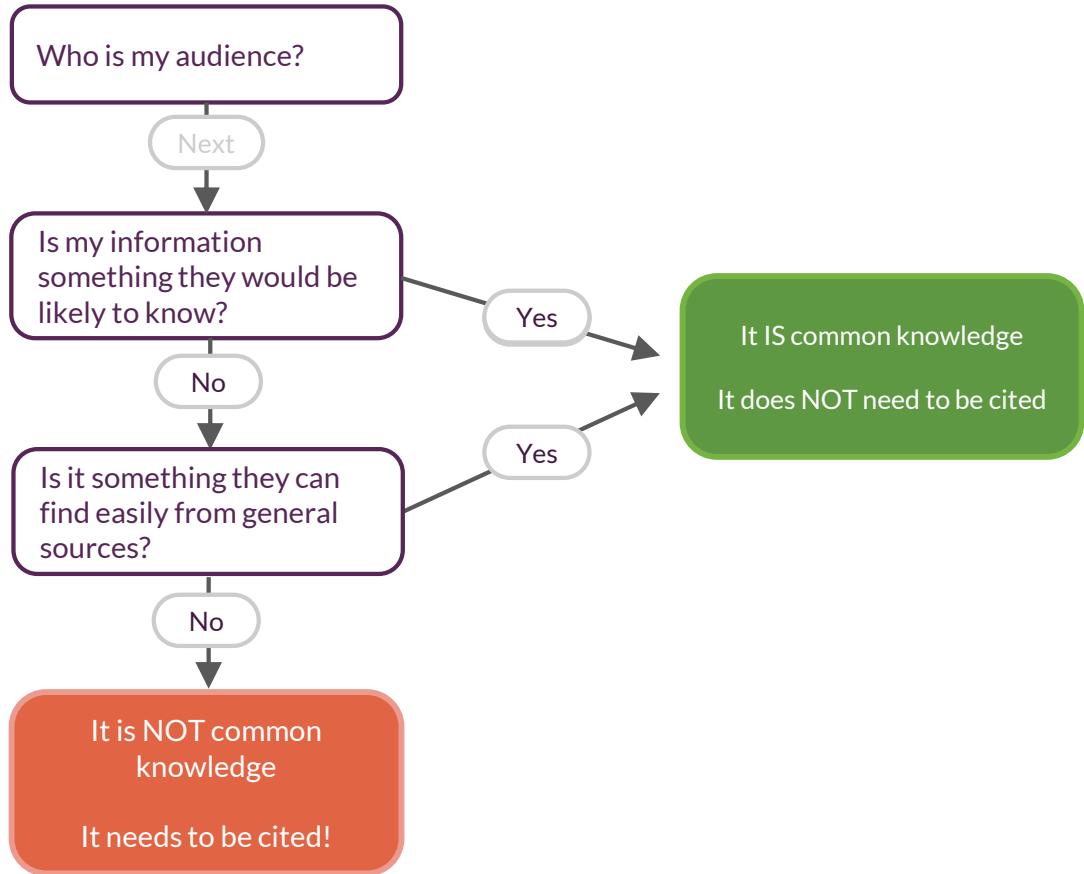 Who is my audience?
Next
Is my information
something they would be
likely to know?
Yes
No
It IS common knowledge
It does NOT need to be cited
Is it something they can
find easily from general
sources?
Yes
No
It is NOT common
knowledge
It needs to be cited!